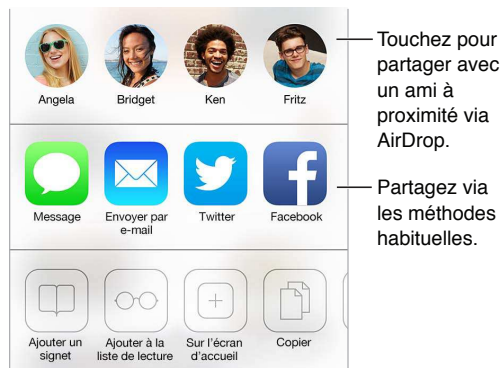 Angela Bridget Ken Fritz
Touchez pour
partager avec
un ami à
proximité via
AirDrop.
Message Envoyer par
e-mail Twitter Facebook
Partagez via
les méthodes
habituelles.
Ajouter un
signet
Ajouter à la
liste de lecture
Sur l'écran
d'accueil
Copier